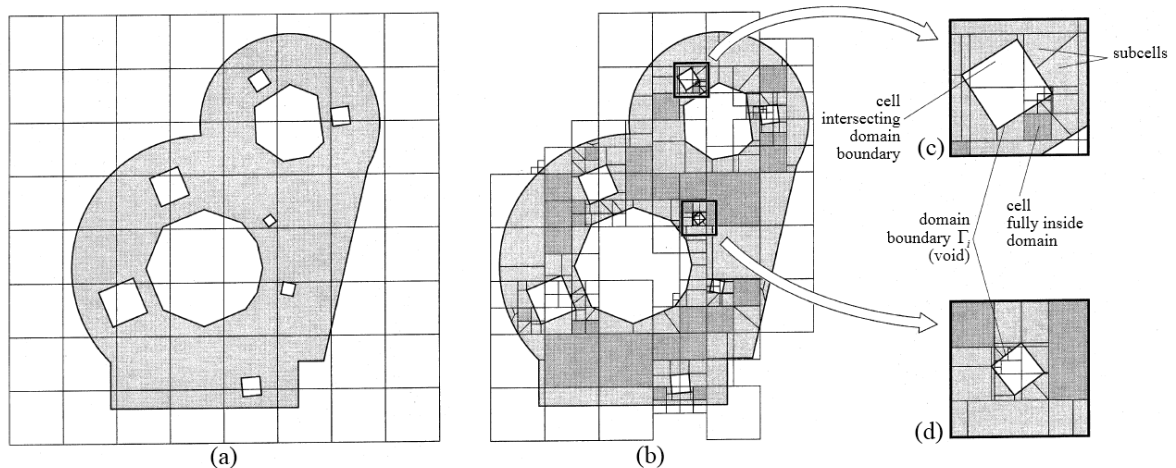 subcells
cell
intersecting
domain
boundary
(c)
cell
fully inside
domain
domain
boundary Γi
(void)
(d)
(a)
(b)